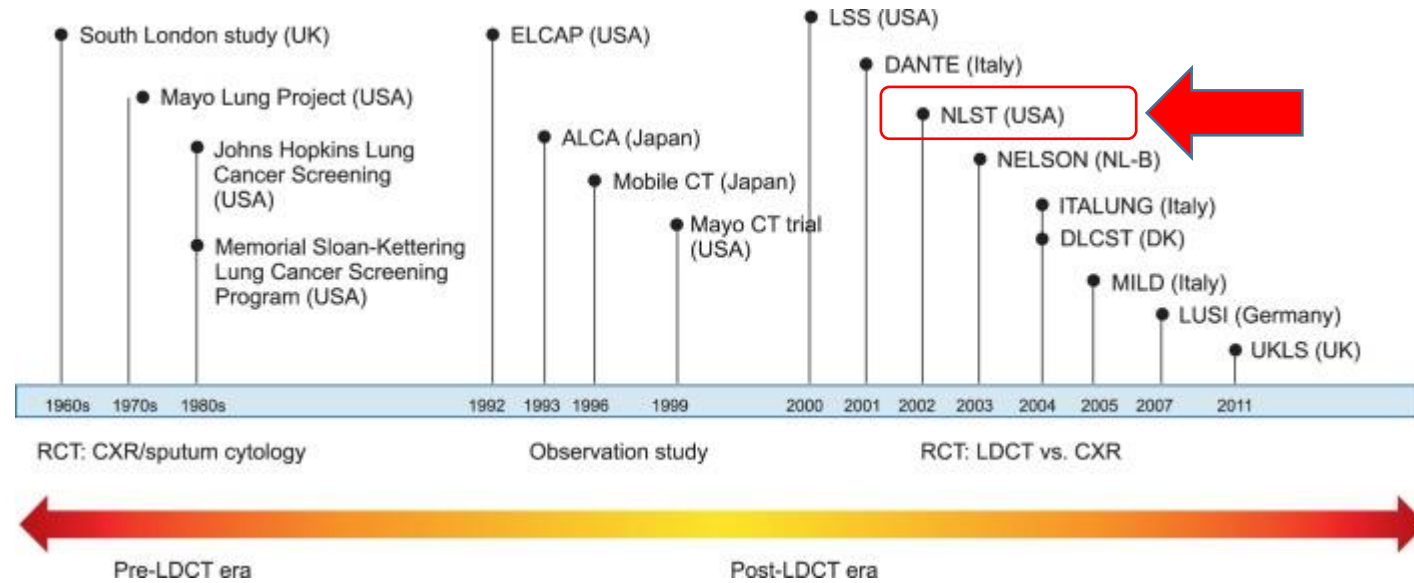 South London study (UK)
Mayo Lung Project (USA)
Johns Hopkins Lung
Cancer Screening
(USA)
Memorial Sloan-Kettering
Lung Cancer Screening
Program (USA)
ELCAP (USA)
ALCA (Japan)
Mobile CT (Japan)
Mayo CT trial
(USA)
LSS (USA)
DANTE (Italy)
NLST (USA)
NELSON (NL-B)
ITALUNG (Italy)
DLCST (DK)
MILD (Italy)
LUSI (Germany)
UKLS (UK)
1960s 1970s 1980s 1992 1993 1996 1999 2000 2001 2002 2003 2004 2005 2007 2011
RCT: CXR/sputum cytology Observation study RCT: LDCT vs. CXR
Pre-LDCT era Post-LDCT era